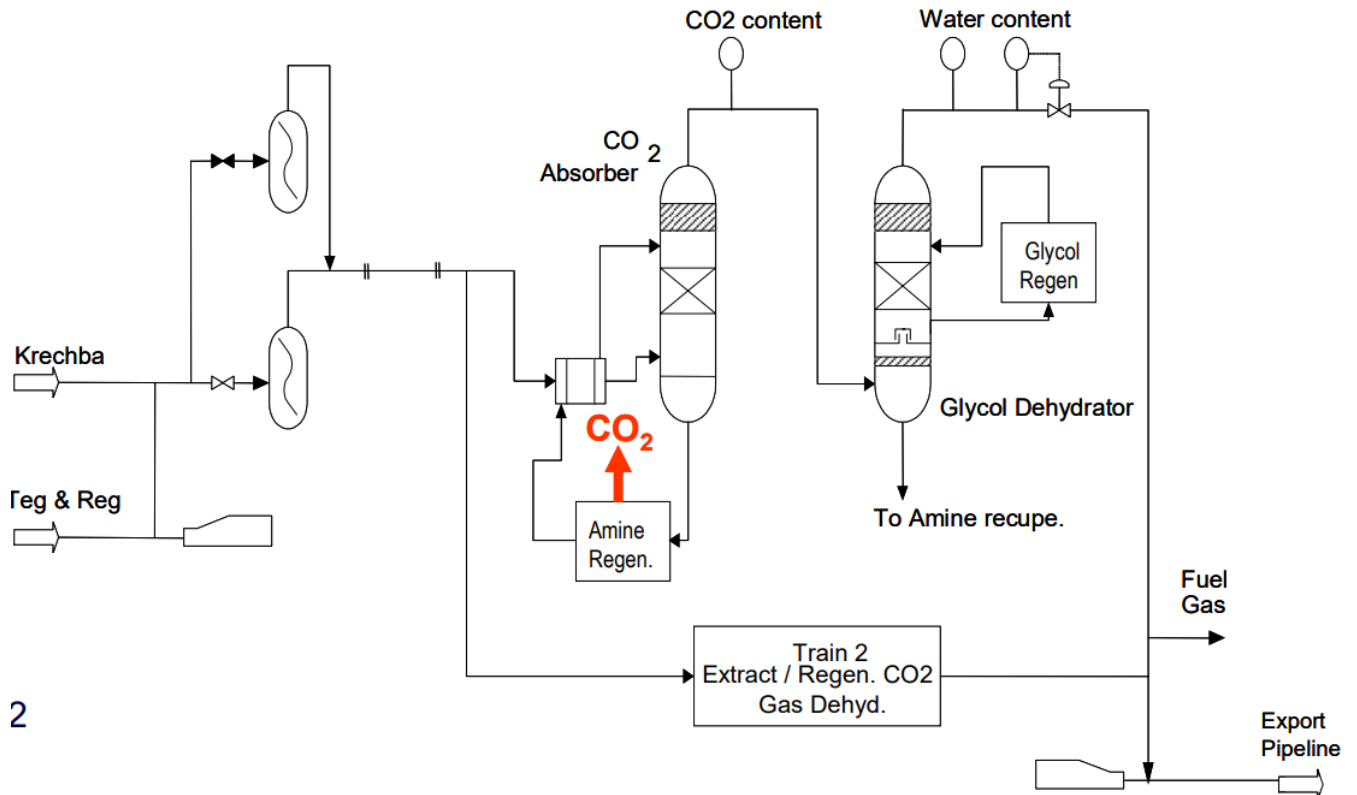 CO2 content
Water content
CO
2
Absorber
Glycol
Regen
Krechba
CO2
Glycol Dehydrator
Teg & Reg
Amine
Regen.
To Amine recupe.
Fuel
Gas
Train 2
Extract / Regen. CO2
Gas Dehyd.
2
Export
Pipeline